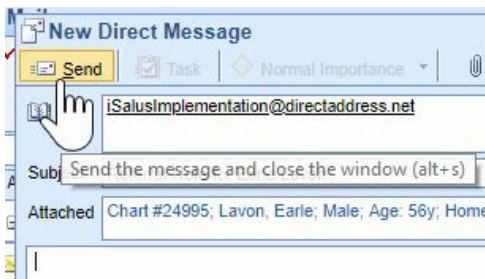 New Direct Message
Send Task Normal Importance
iSalusImplementation@directaddress.net
Subj
Send the message and close the window (alt+s)
Attached Chart #24995; Lavon, Earle; Male; Age: 56y; Home